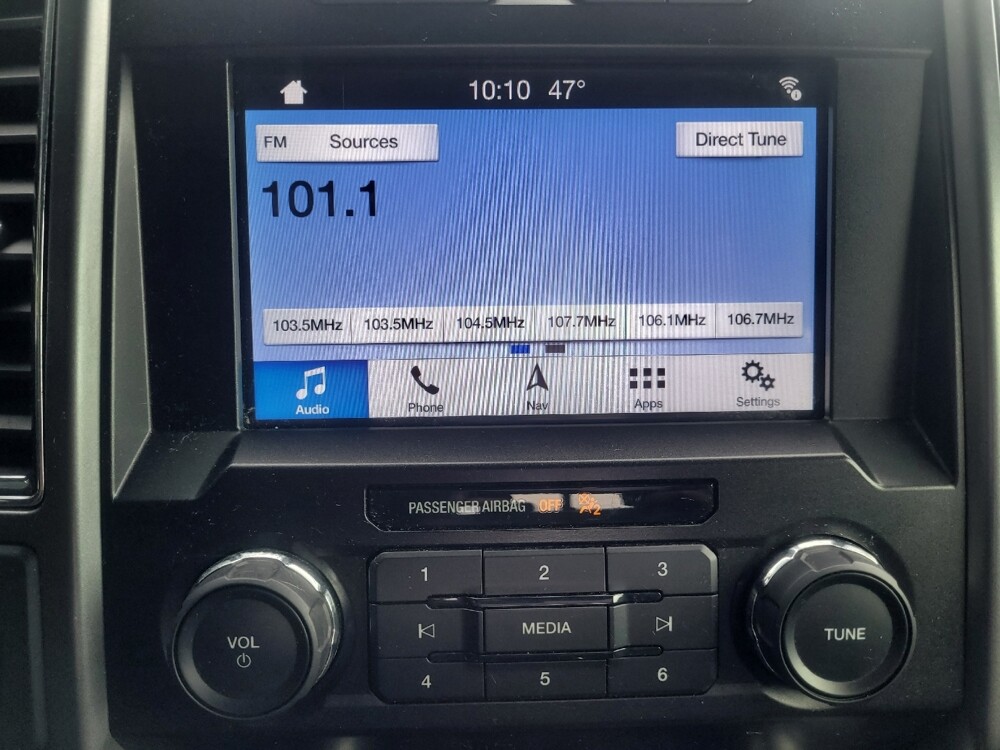 10:10 47°
FM Sources Direct Tune
101.1
103.5MHz 103.5MHz 104.5MHz 107.7MHz 106.1MHz 106.7MHz
Audio Phone Nav Apps Settings
PASSENGER AIRBAG OFF 2
1 2 3
VOL MEDIA TUNE
4 5 6